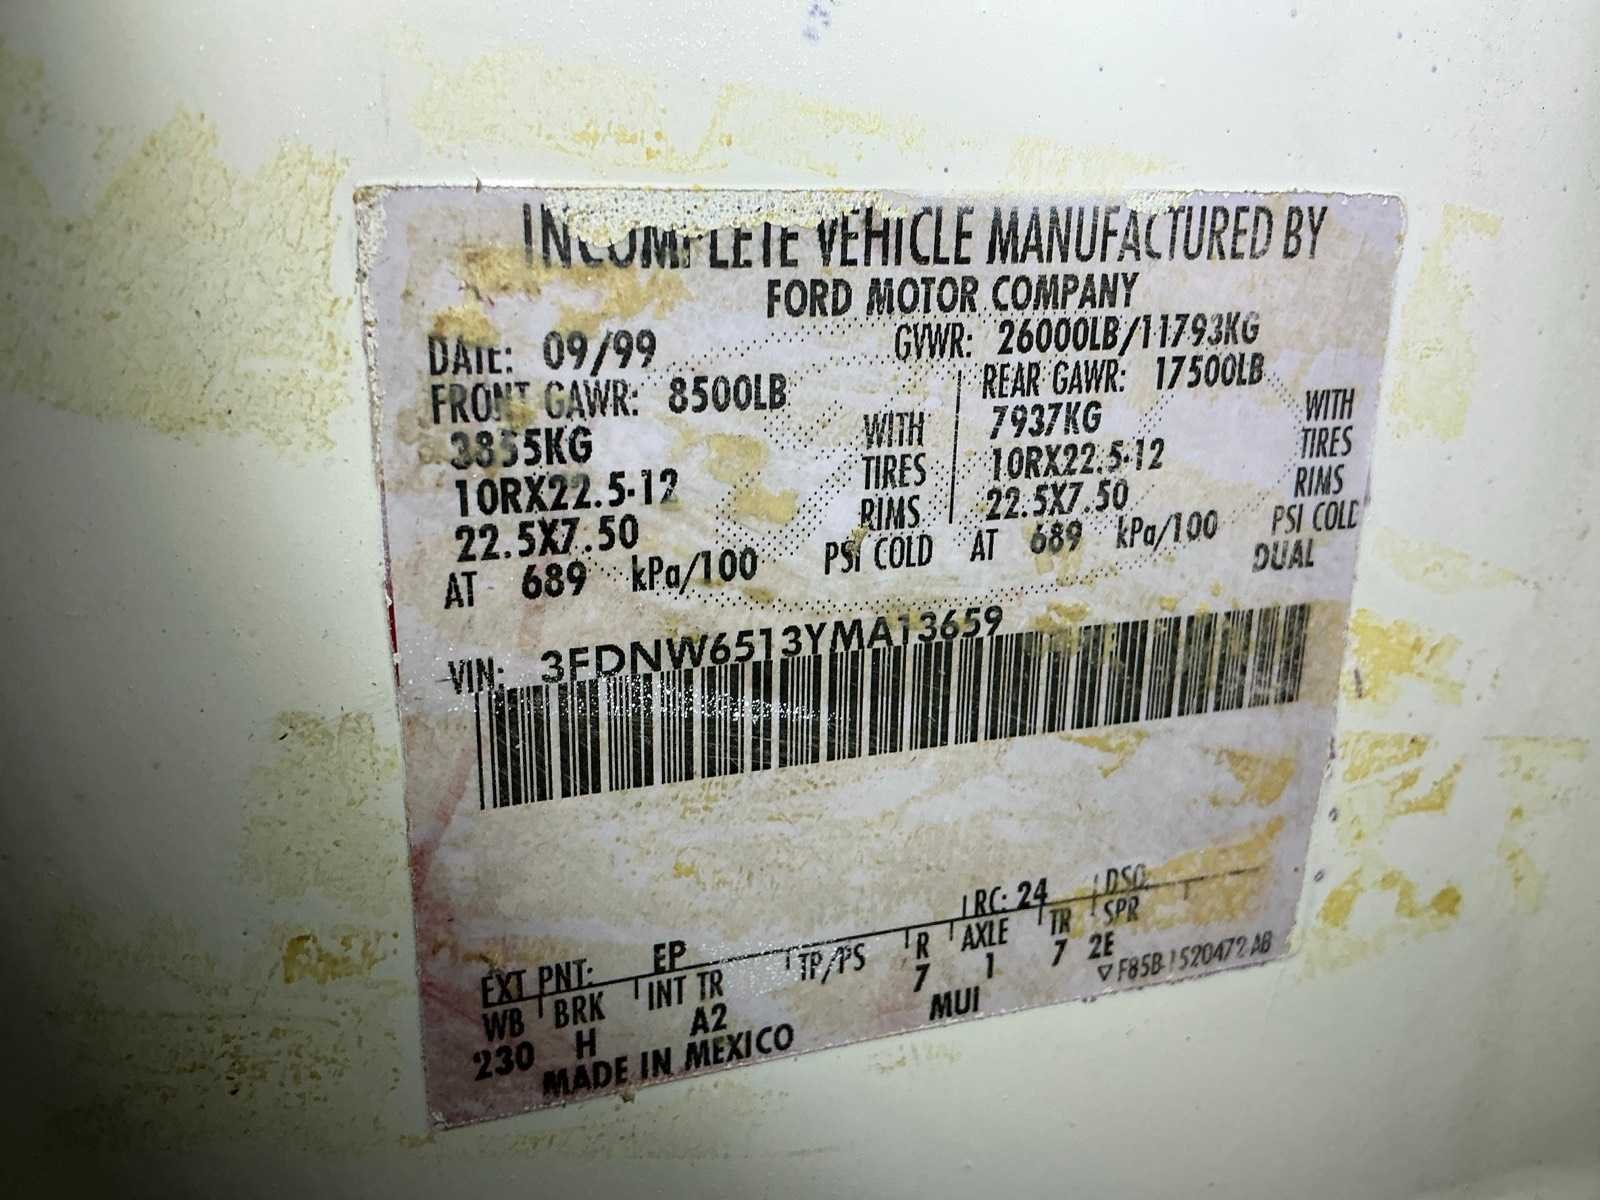 INCOMPLETE VEHICLE MANUFACTURED BY
FORD MOTOR COMPANY
DATE: 09/99 GVWR: 26000LB/11793KG
FRONT GAWR: 8500LB REAR GAWR: 17500LB
3855KG WITH 7937KG WITH
10RX22.5-12 TIRES 10RX22.5-12 TIRES
22.5X7.50 RIMS 22.5X7.50 RIMS
AT 689 kPa/100 PSI COLD AT 689 kPa/100 PSI COLD
DUAL
VIN: 3FDNW6513YMA13659
EXT PNT: EP RC: 24 DSO:
WB BRK INT TR TP/PS R AXLE TR SPR
230 H A2 7 1 7 2E
MADE IN MEXICO MUI ▽ F85B-1520472-AB